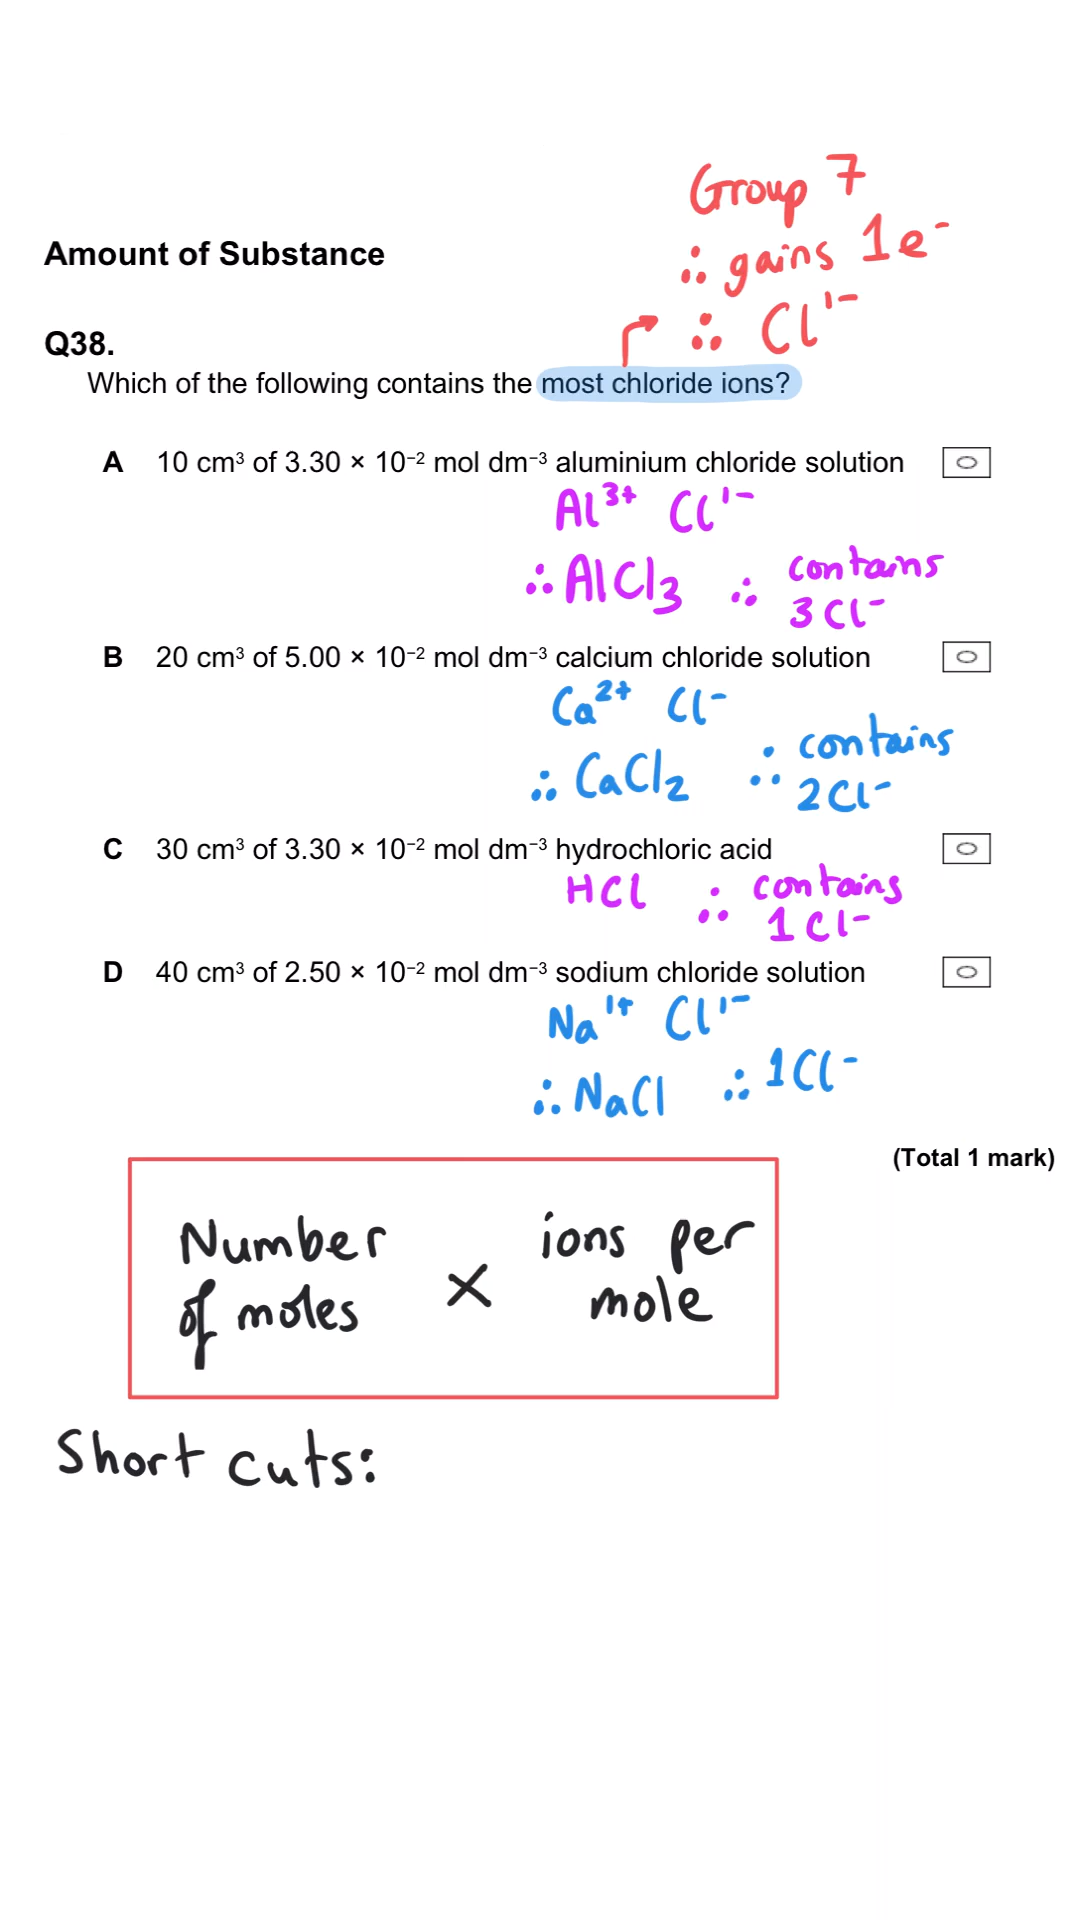 Group 7
Amount of Substance
∴ gains 1e⁻
∴ Cl¹⁻
Q38.
Which of the following contains the most chloride ions?
A 10 cm³ of 3.30 × 10⁻² mol dm⁻³ aluminium chloride solution
Al³⁺ Cl¹⁻
∴ AlCl₃ ∴ contains
3Cl⁻
B 20 cm³ of 5.00 × 10⁻² mol dm⁻³ calcium chloride solution
Ca²⁺ Cl⁻
∴ CaCl₂ ∴ contains
2Cl⁻
C 30 cm³ of 3.30 × 10⁻² mol dm⁻³ hydrochloric acid
HCl ∴ contains
1Cl⁻
D 40 cm³ of 2.50 × 10⁻² mol dm⁻³ sodium chloride solution
Na¹⁺ Cl¹⁻
∴ NaCl ∴ 1Cl⁻
(Total 1 mark)
Number of moles × ions per mole
Short cuts: